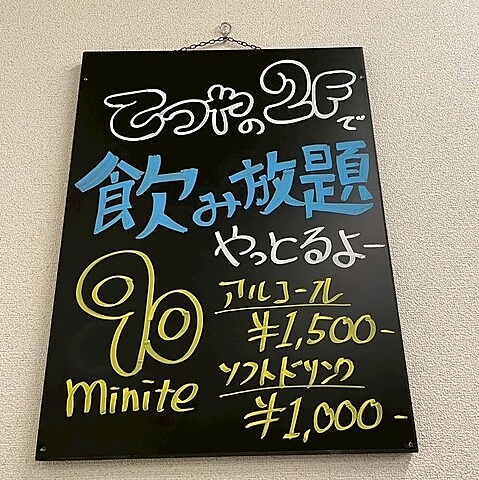 てつやの2Fで
飲み放題
やっとるよー
90
minite
アルコール
¥1,500-
ソフトドリンク
¥1,000-